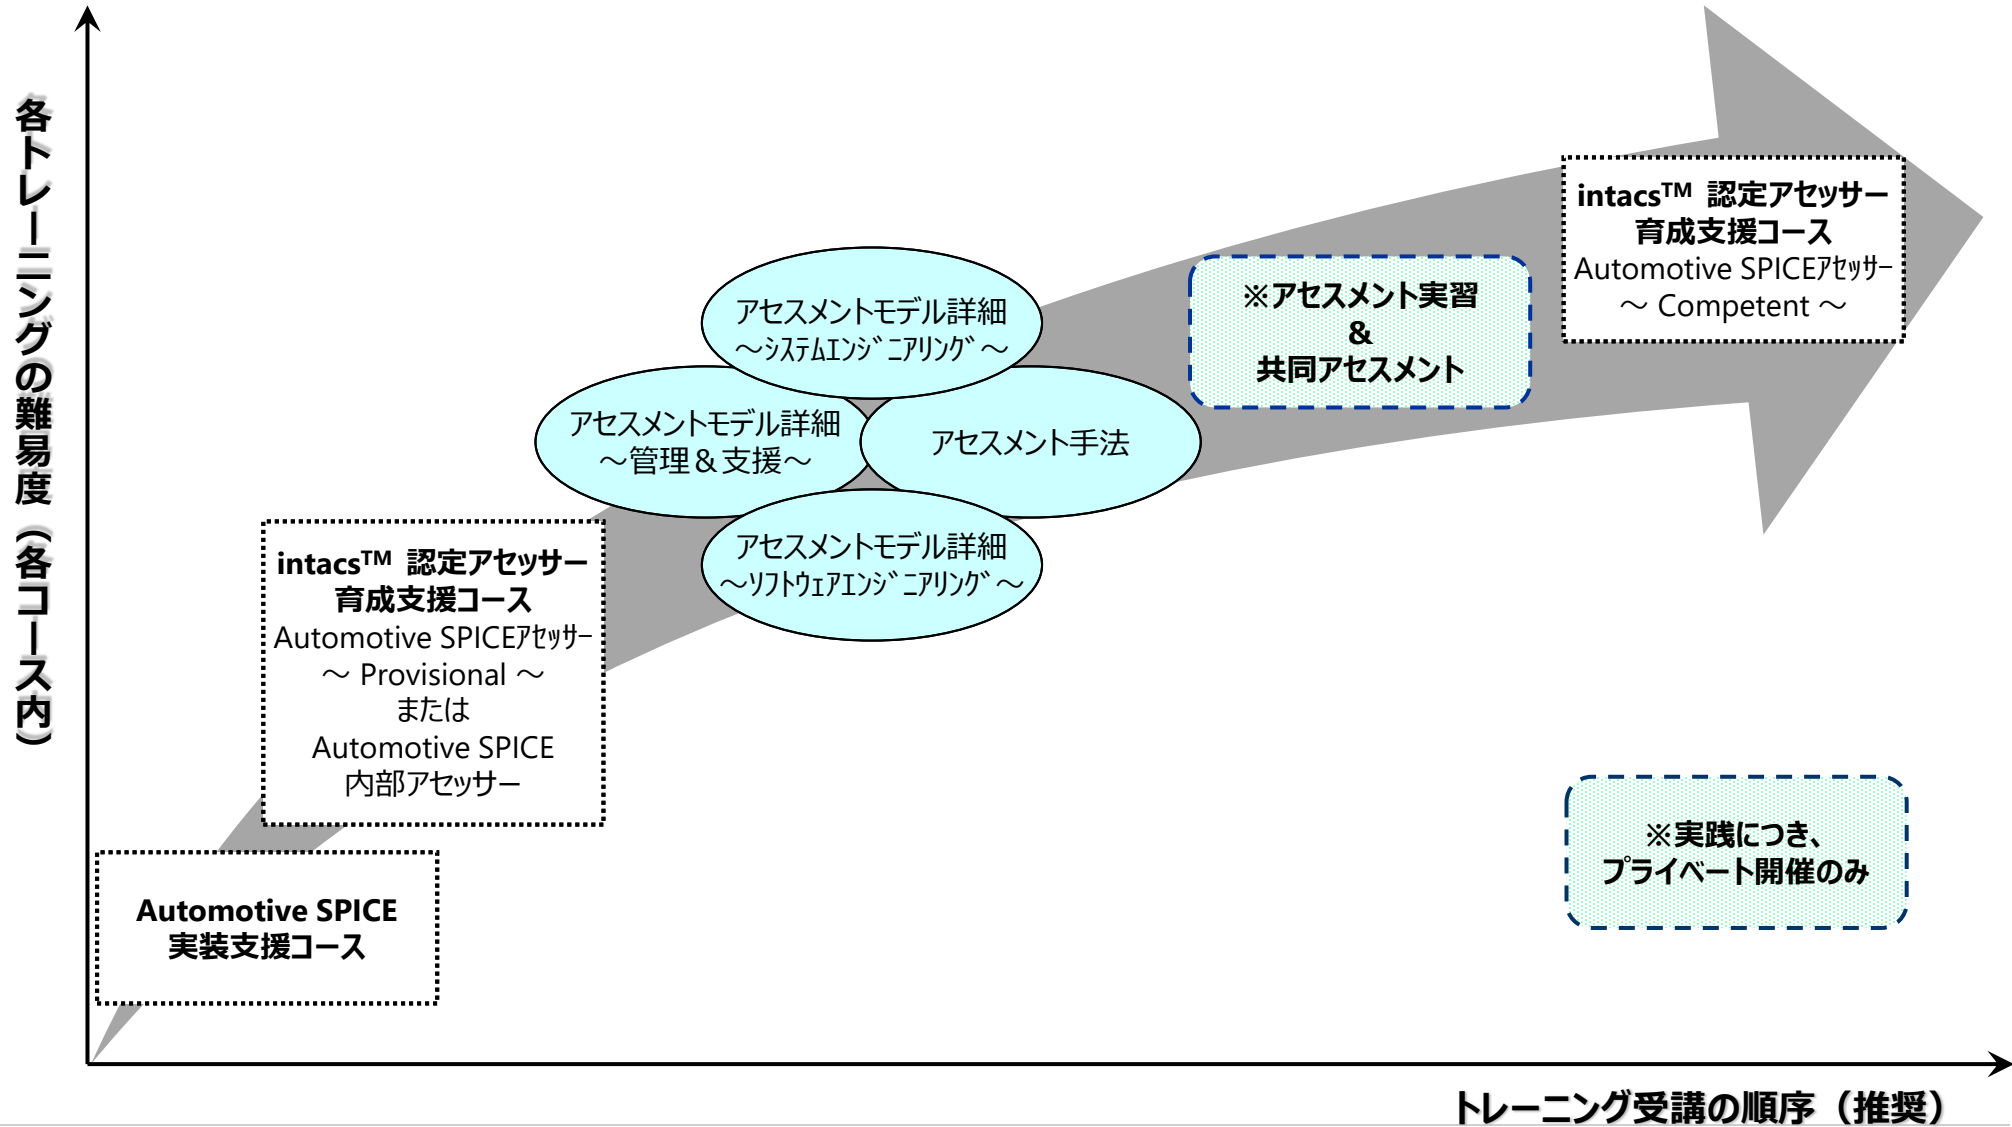 各トレーニングの難易度（各コース内）
intacs™ 認定アセッサー
育成支援コース
Automotive SPICEｱｾｯｻｰ
～ Competent ～
※アセスメント実習
&
共同アセスメント
アセスメントモデル詳細
～ｼｽﾃﾑｴﾝｼﾞﾆｱﾘﾝｸﾞ～
アセスメントモデル詳細
～管理＆支援～
アセスメント手法
アセスメントモデル詳細
～ｿﾌﾄｳｪｱｴﾝｼﾞﾆｱﾘﾝｸﾞ～
intacs™ 認定アセッサー
育成支援コース
Automotive SPICEｱｾｯｻｰ
～ Provisional ～
または
Automotive SPICE
内部アセッサー
Automotive SPICE
実装支援コース
※実践につき、
プライベート開催のみ
トレーニング受講の順序（推奨）